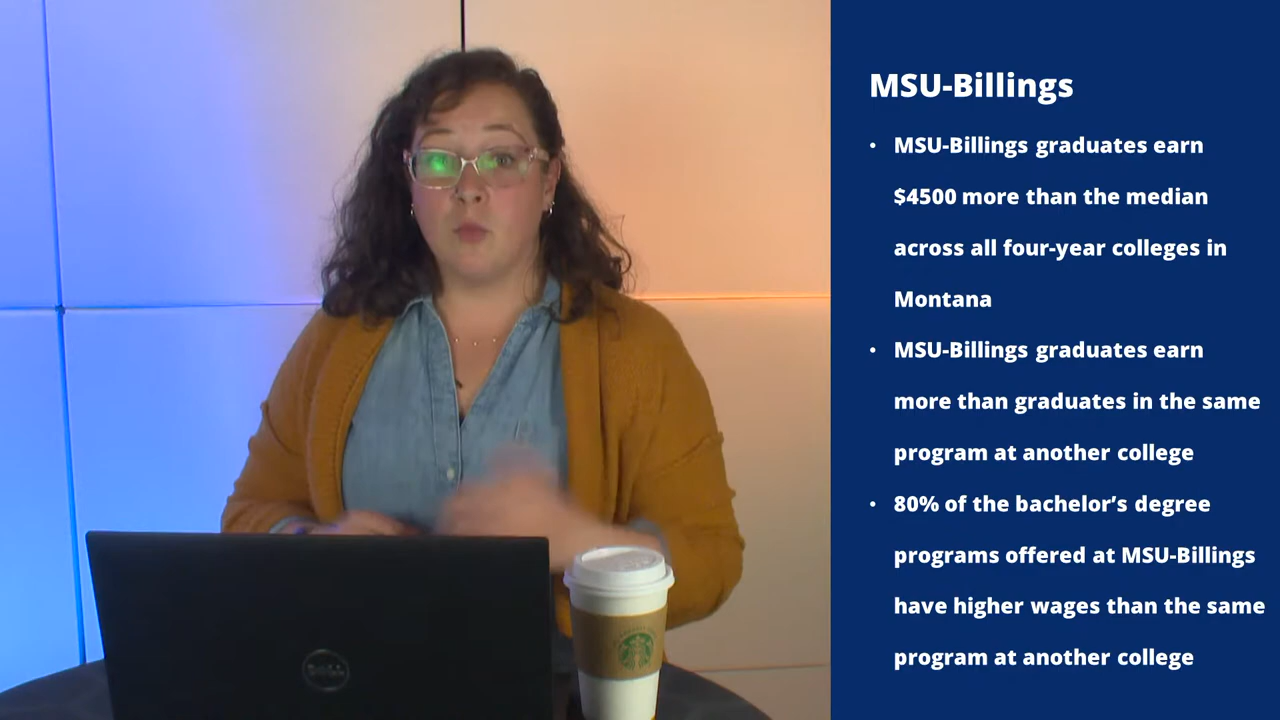 MSU-Billings
• MSU-Billings graduates earn
$4500 more than the median
across all four-year colleges in
Montana
• MSU-Billings graduates earn
more than graduates in the same
program at another college
• 80% of the bachelor’s degree
programs offered at MSU-Billings
have higher wages than the same
program at another college
DELL